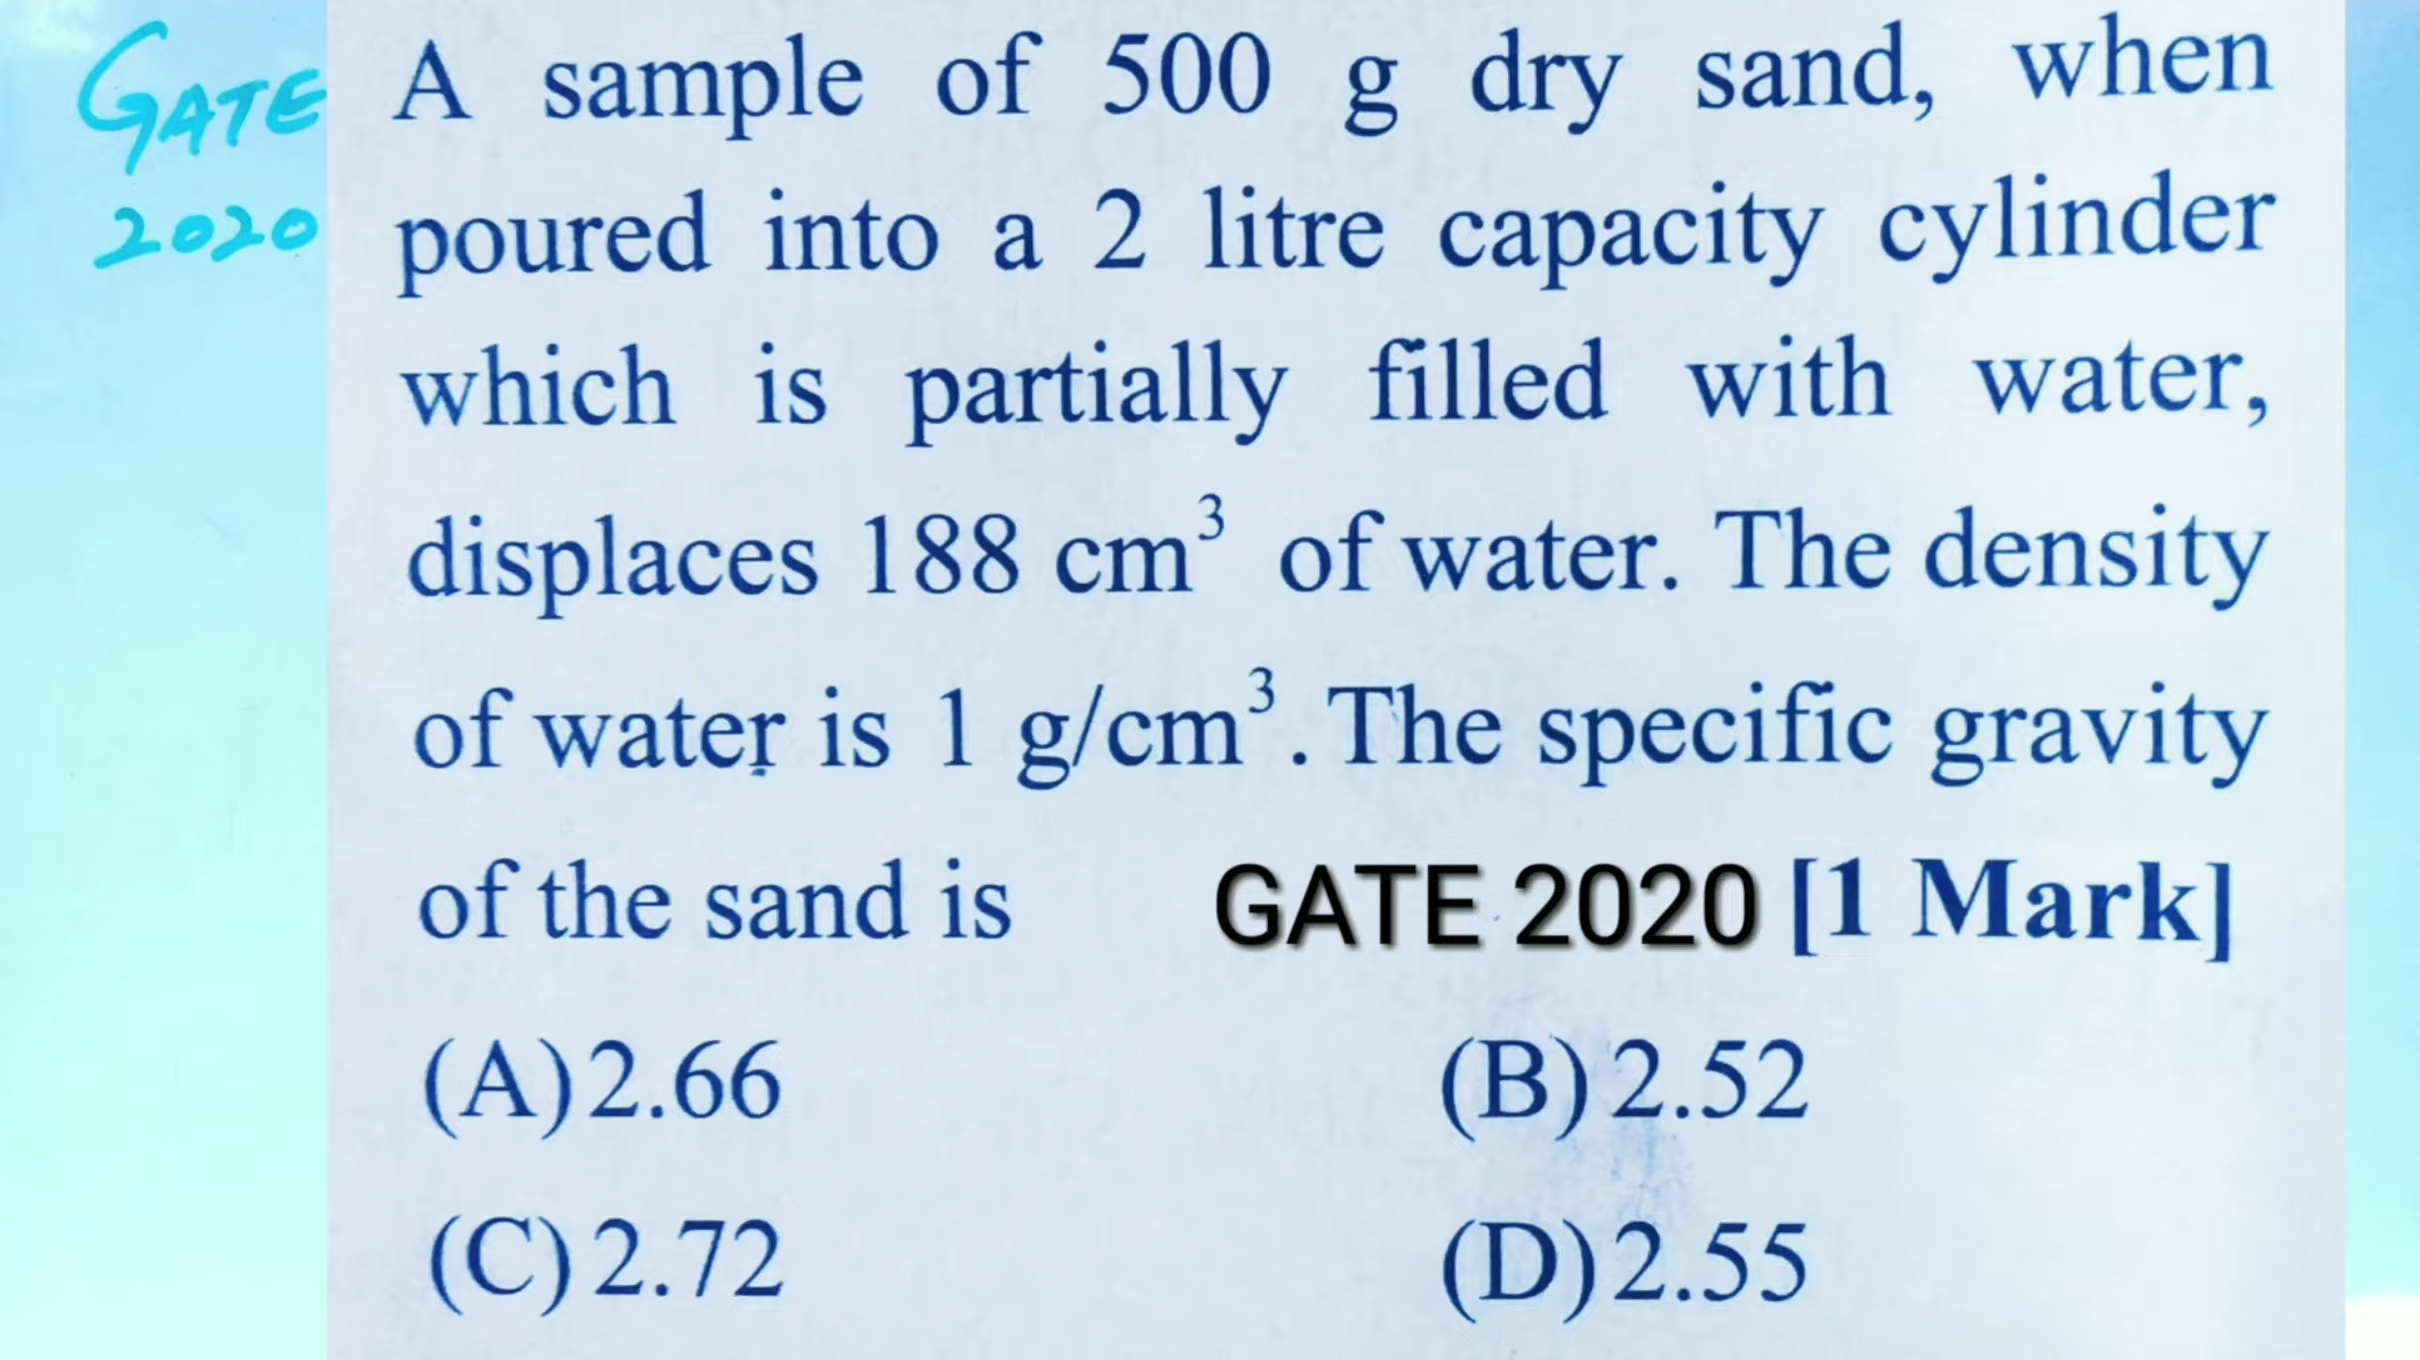 GATE
2020
A sample of 500 g dry sand, when
poured into a 2 litre capacity cylinder
which is partially filled with water,
displaces 188 cm³ of water. The density
of water is 1 g/cm³. The specific gravity
of the sand is GATE 2020 [1 Mark]
(A) 2.66 (B) 2.52
(C) 2.72 (D) 2.55